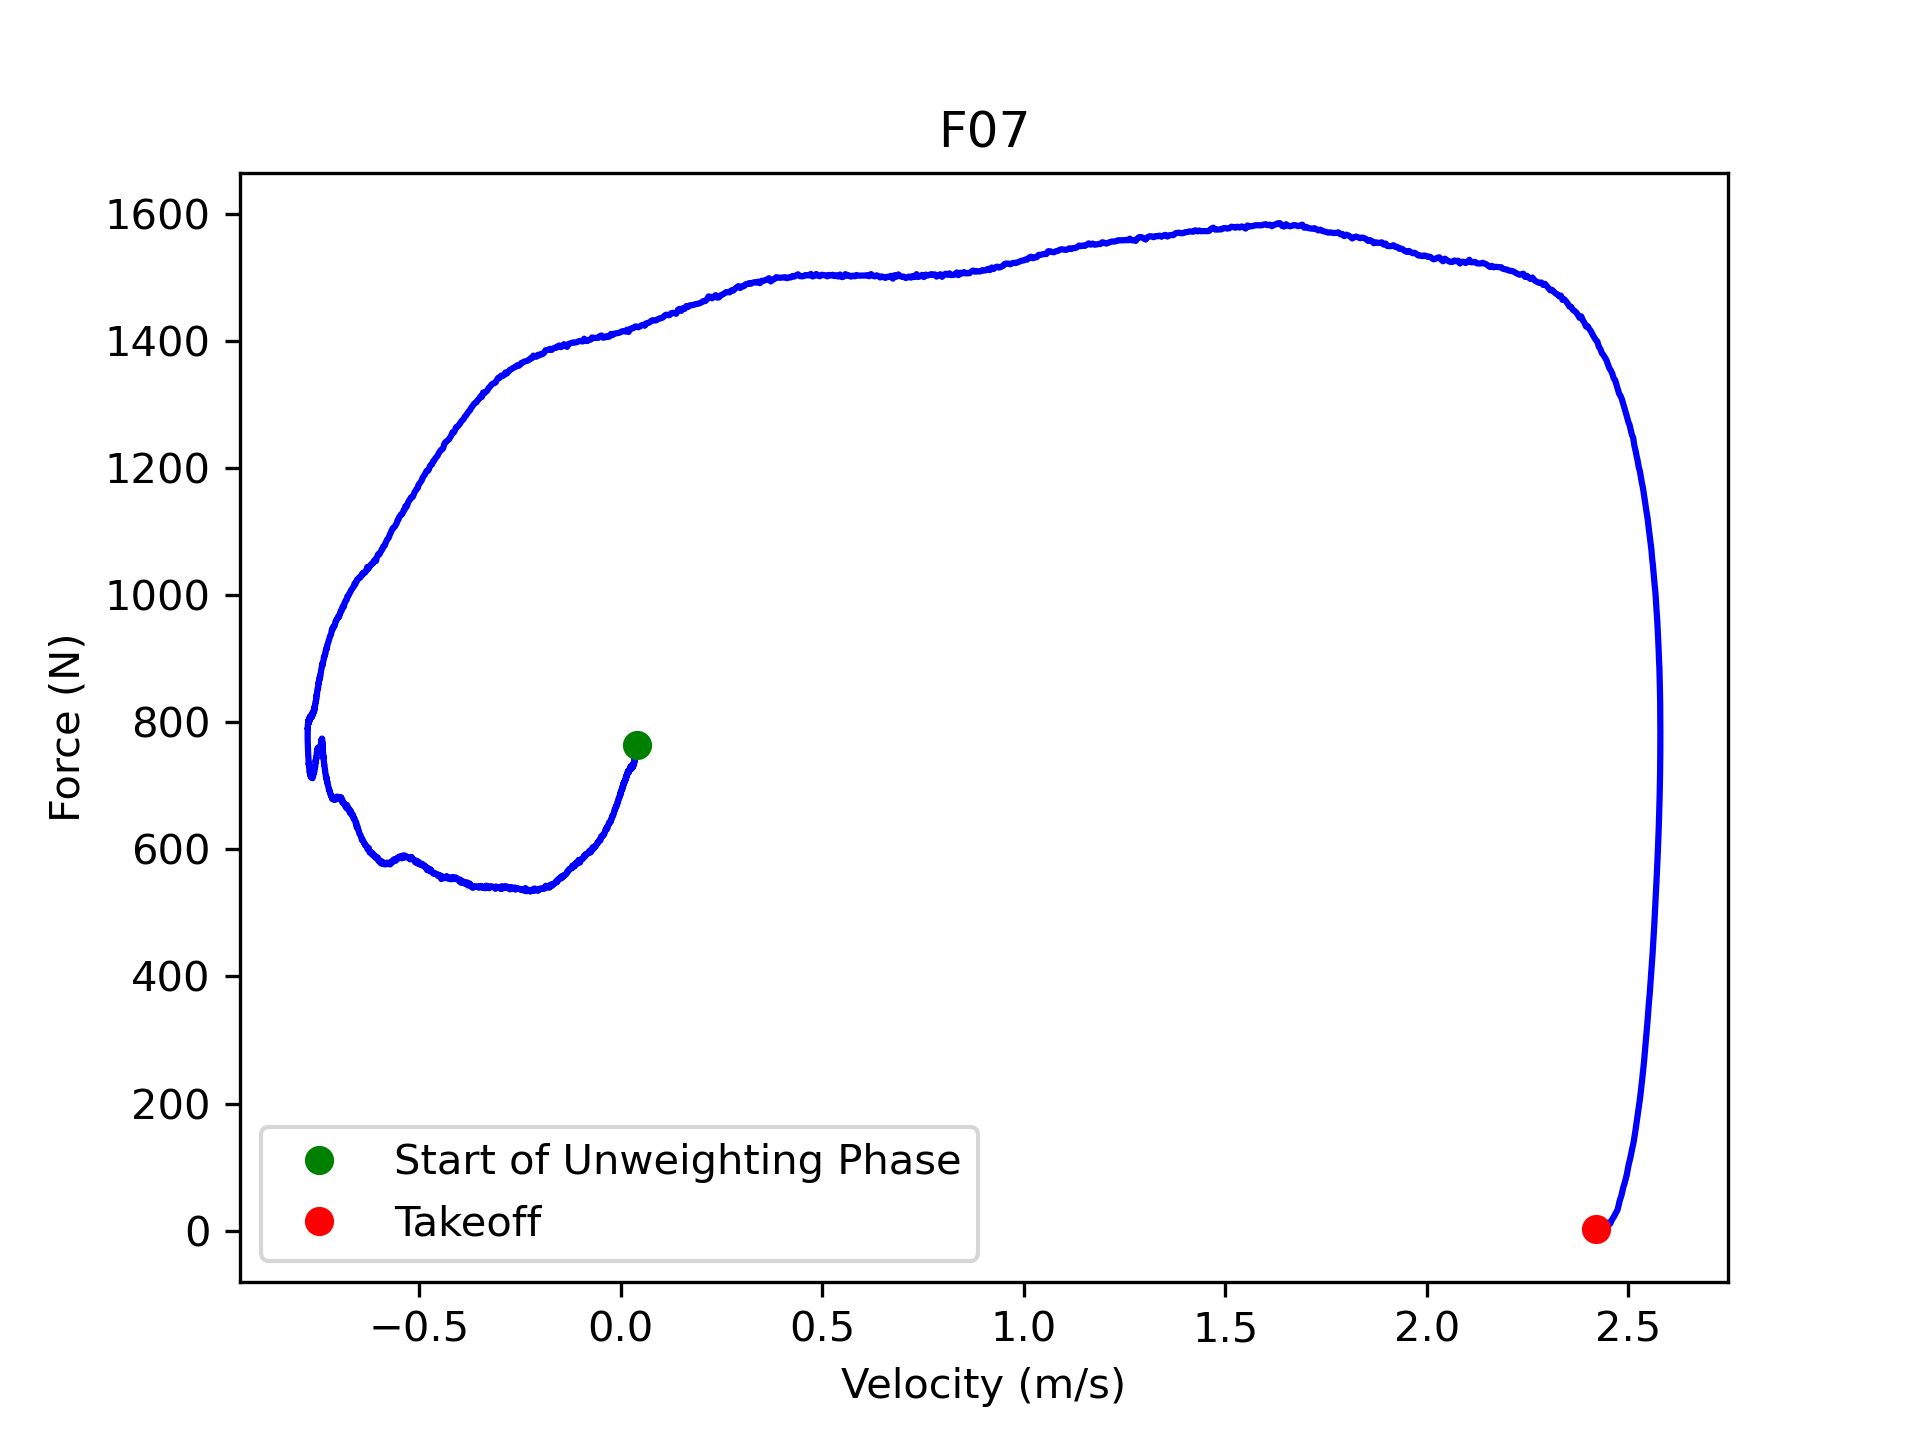 F07
1600
1400
1200
1000
800
600
400
200
0
Force (N)
Start of Unweighting Phase
Takeoff
−0.5 0.0 0.5 1.0 1.5 2.0 2.5
Velocity (m/s)